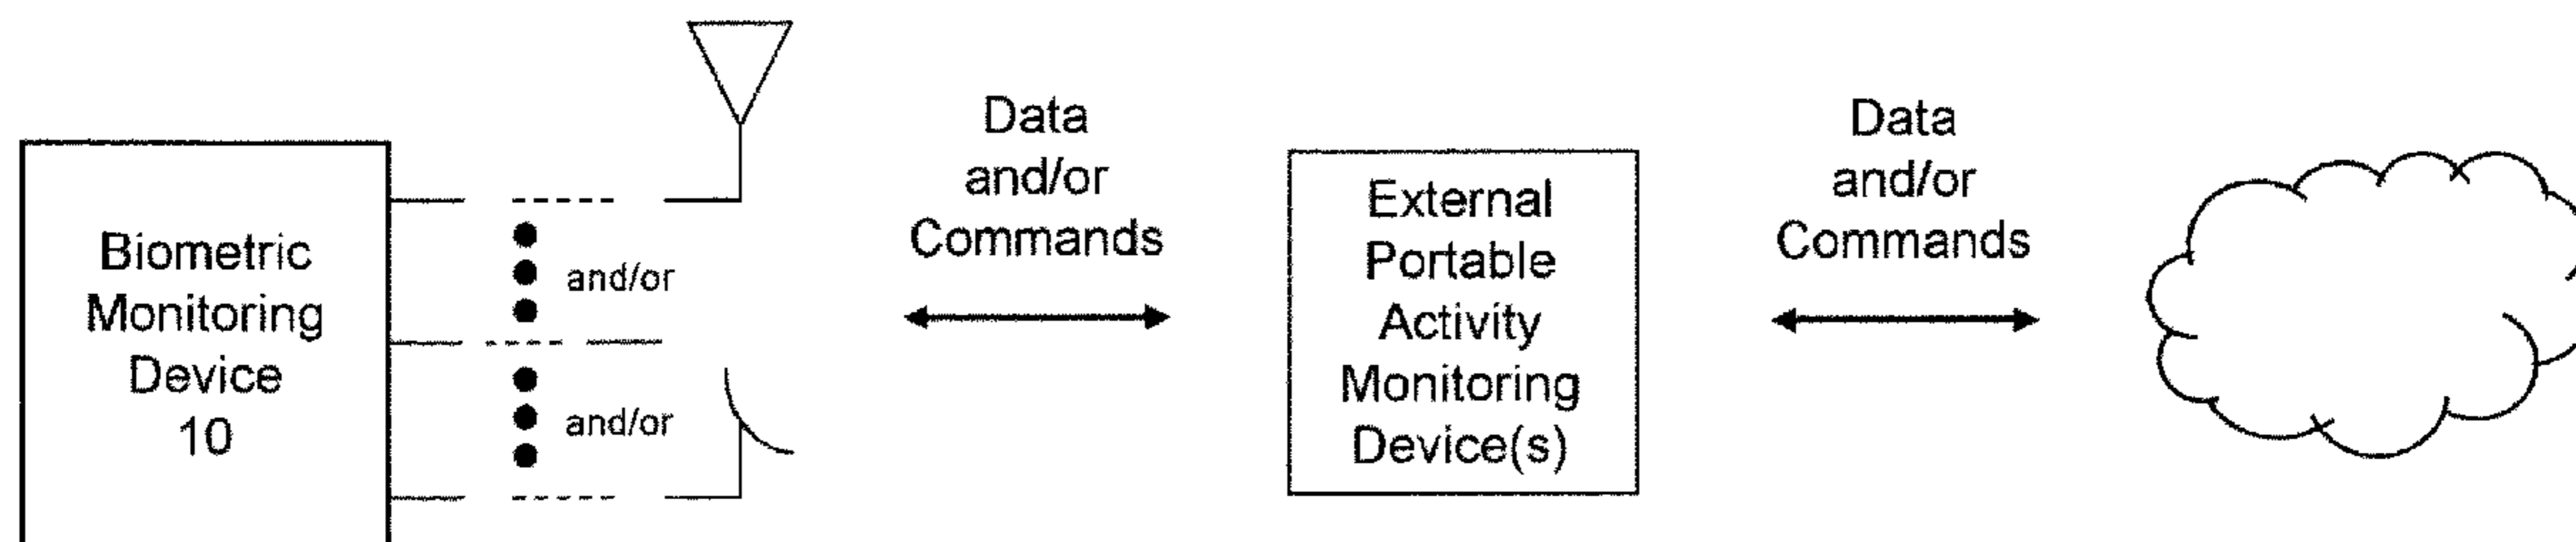 Biometric
Monitoring
Device
10
and/or
and/or
Data
and/or
Commands
External
Portable
Activity
Monitoring
Device(s)
Data
and/or
Commands